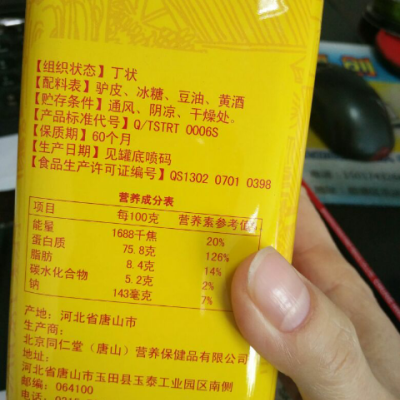 【组织状态】丁状
【配料表】驴皮、冰糖、豆油、黄酒
【贮存条件】通风、阴凉、干燥处。
【产品标准代号】Q/TSTRT 0006S
【保质期】60个月
【生产日期】见罐底喷码
【食品生产许可证编号】QS1302 0701 0398
营养成分表
项目 每100克 营养素参考值
能量 1688千焦 20%
蛋白质 75.8克 126%
脂肪 8.4克 14%
碳水化合物 5.2克 2%
钠 143毫克 7%
产地:河北省唐山市
生产商:
北京同仁堂(唐山)营养保健品有限公司
地址:
河北省唐山市玉田县玉泰工业园区南侧
邮编:064100